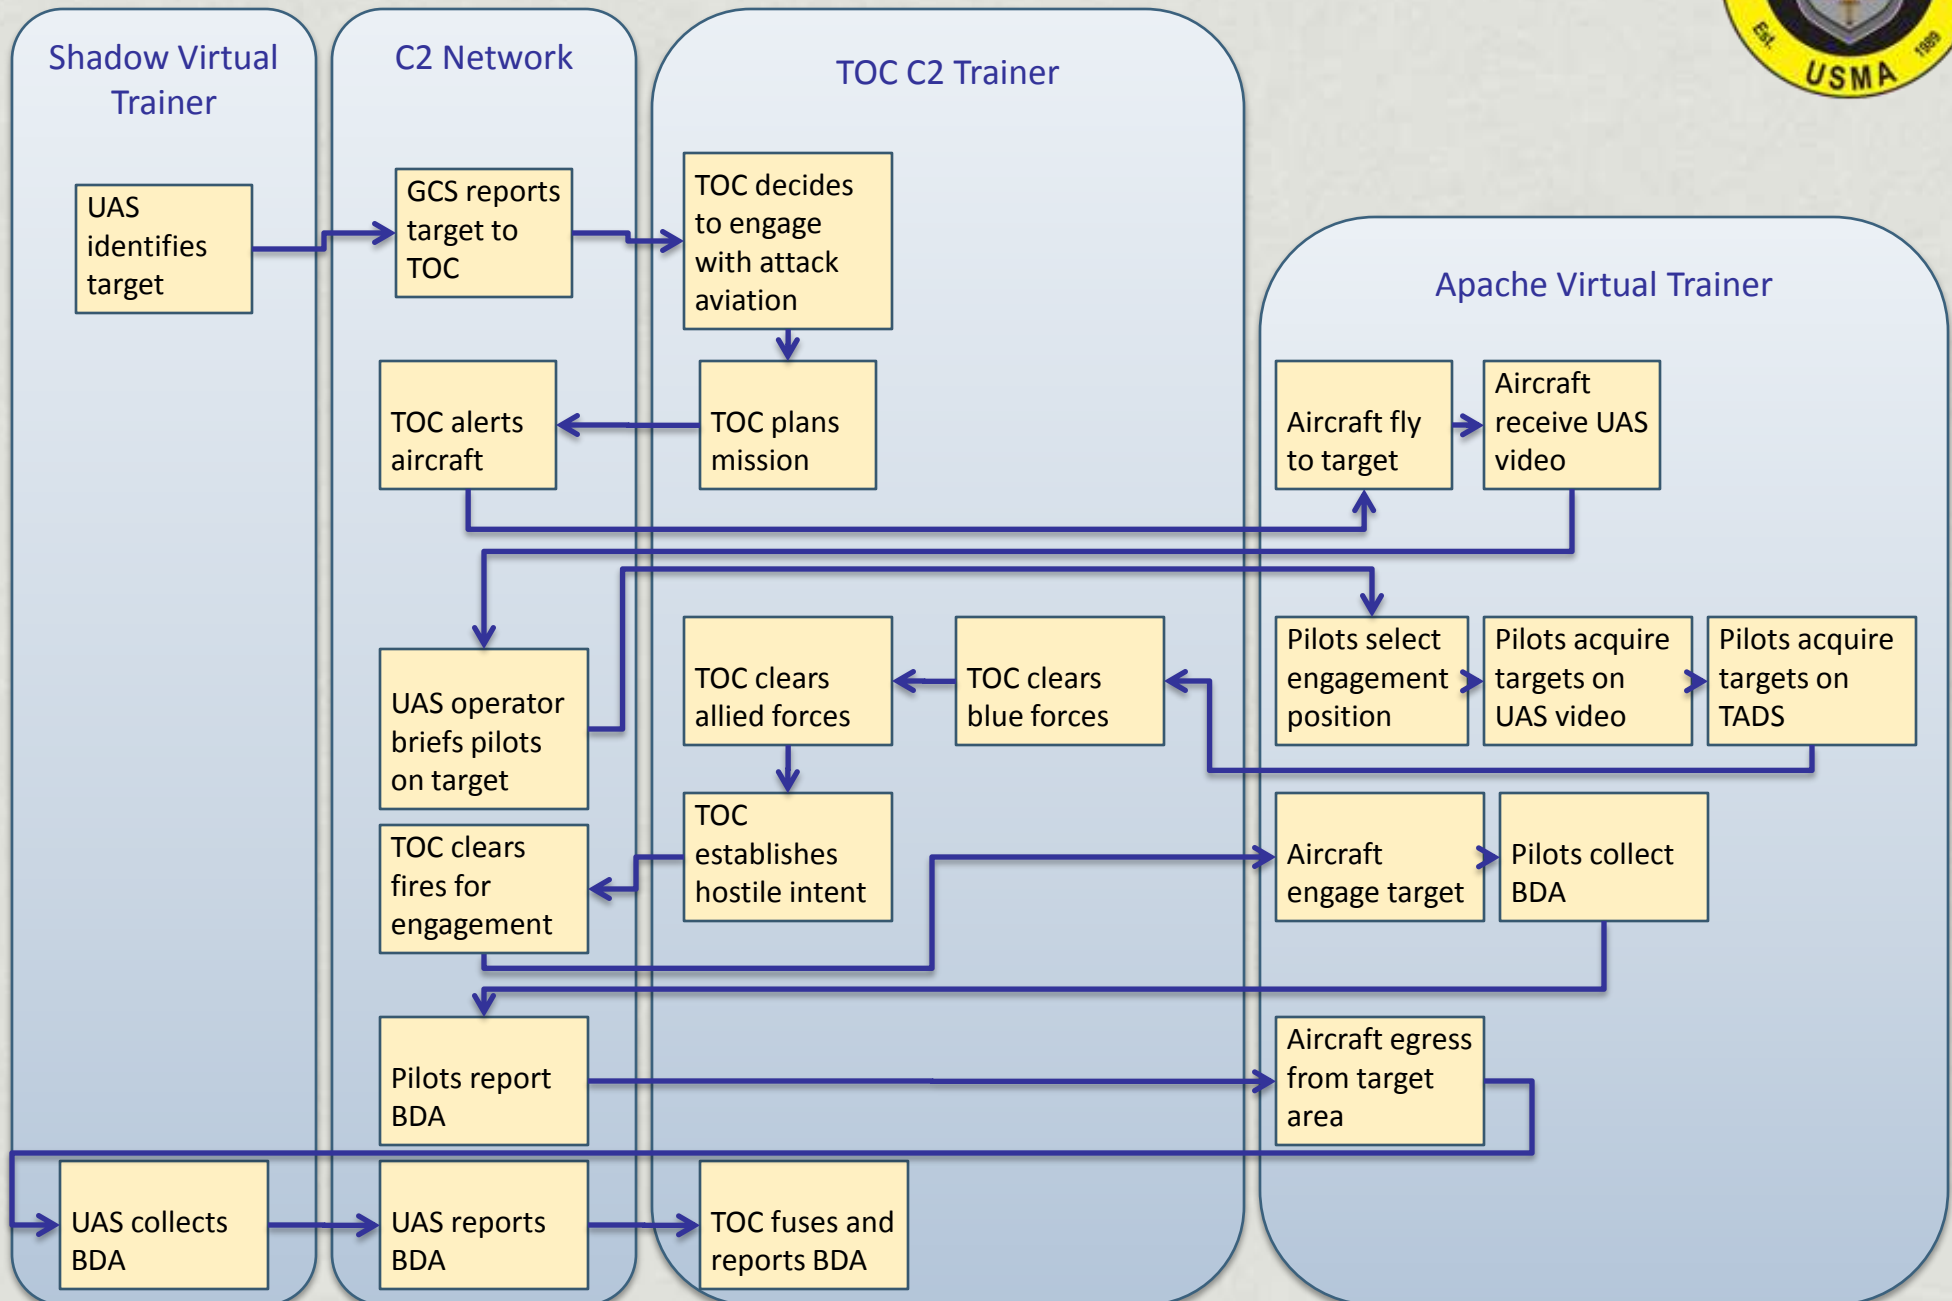 Est.
1989
USMA
Shadow Virtual
Trainer
C2 Network
TOC C2 Trainer
Apache Virtual Trainer
UAS
identifies
target
GCS reports
target to
TOC
TOC decides
to engage
with attack
aviation
TOC alerts
aircraft
TOC plans
mission
Aircraft fly
to target
Aircraft
receive UAS
video
UAS operator
briefs pilots
on target
TOC clears
allied forces
TOC clears
blue forces
Pilots select
engagement
position
Pilots acquire
targets on
UAS video
Pilots acquire
targets on
TADS
TOC clears
fires for
engagement
TOC
establishes
hostile intent
Aircraft
engage target
Pilots collect
BDA
Pilots report
BDA
Aircraft egress
from target
area
UAS collects
BDA
UAS reports
BDA
TOC fuses and
reports BDA